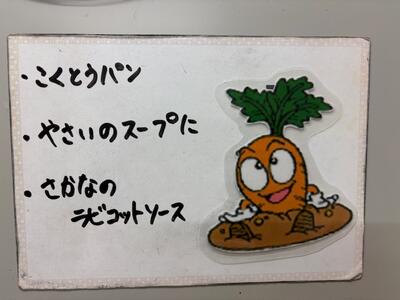 ・こくとうパン
・やさいのスープに
・さかなの
ラビゴットソース